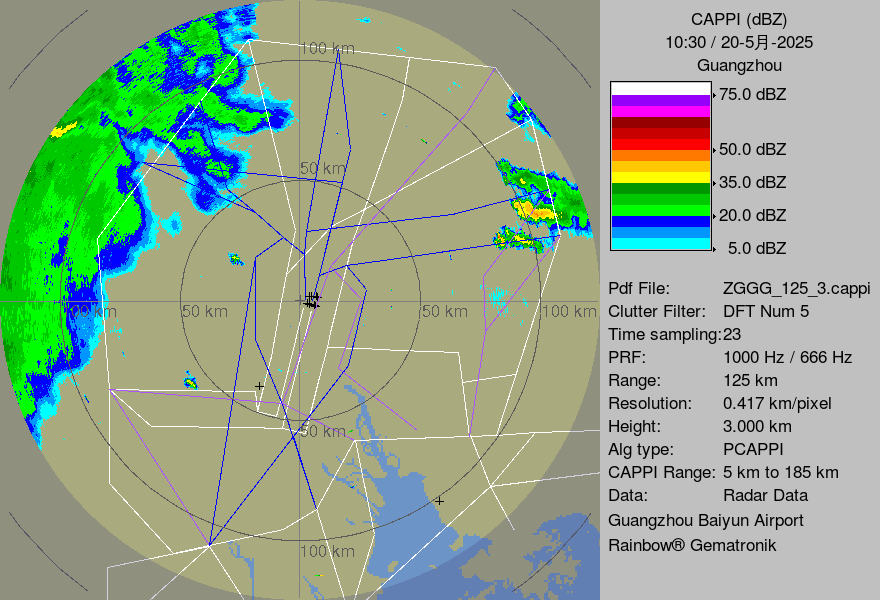 CAPPI (dBZ)
10:30 / 20-5月-2025
Guangzhou
75.0 dBZ
50.0 dBZ
35.0 dBZ
20.0 dBZ
5.0 dBZ
Pdf File: ZGGG_125_3.cappi
Clutter Filter: DFT Num 5
Time sampling:23
PRF: 1000 Hz / 666 Hz
Range: 125 km
Resolution: 0.417 km/pixel
Height: 3.000 km
Alg type: PCAPPI
CAPPI Range: 5 km to 185 km
Data: Radar Data
Guangzhou Baiyun Airport
Rainbow® Gematronik
100 km
50 km
100 km
50 km
50 km
100 km
50 km
100 km